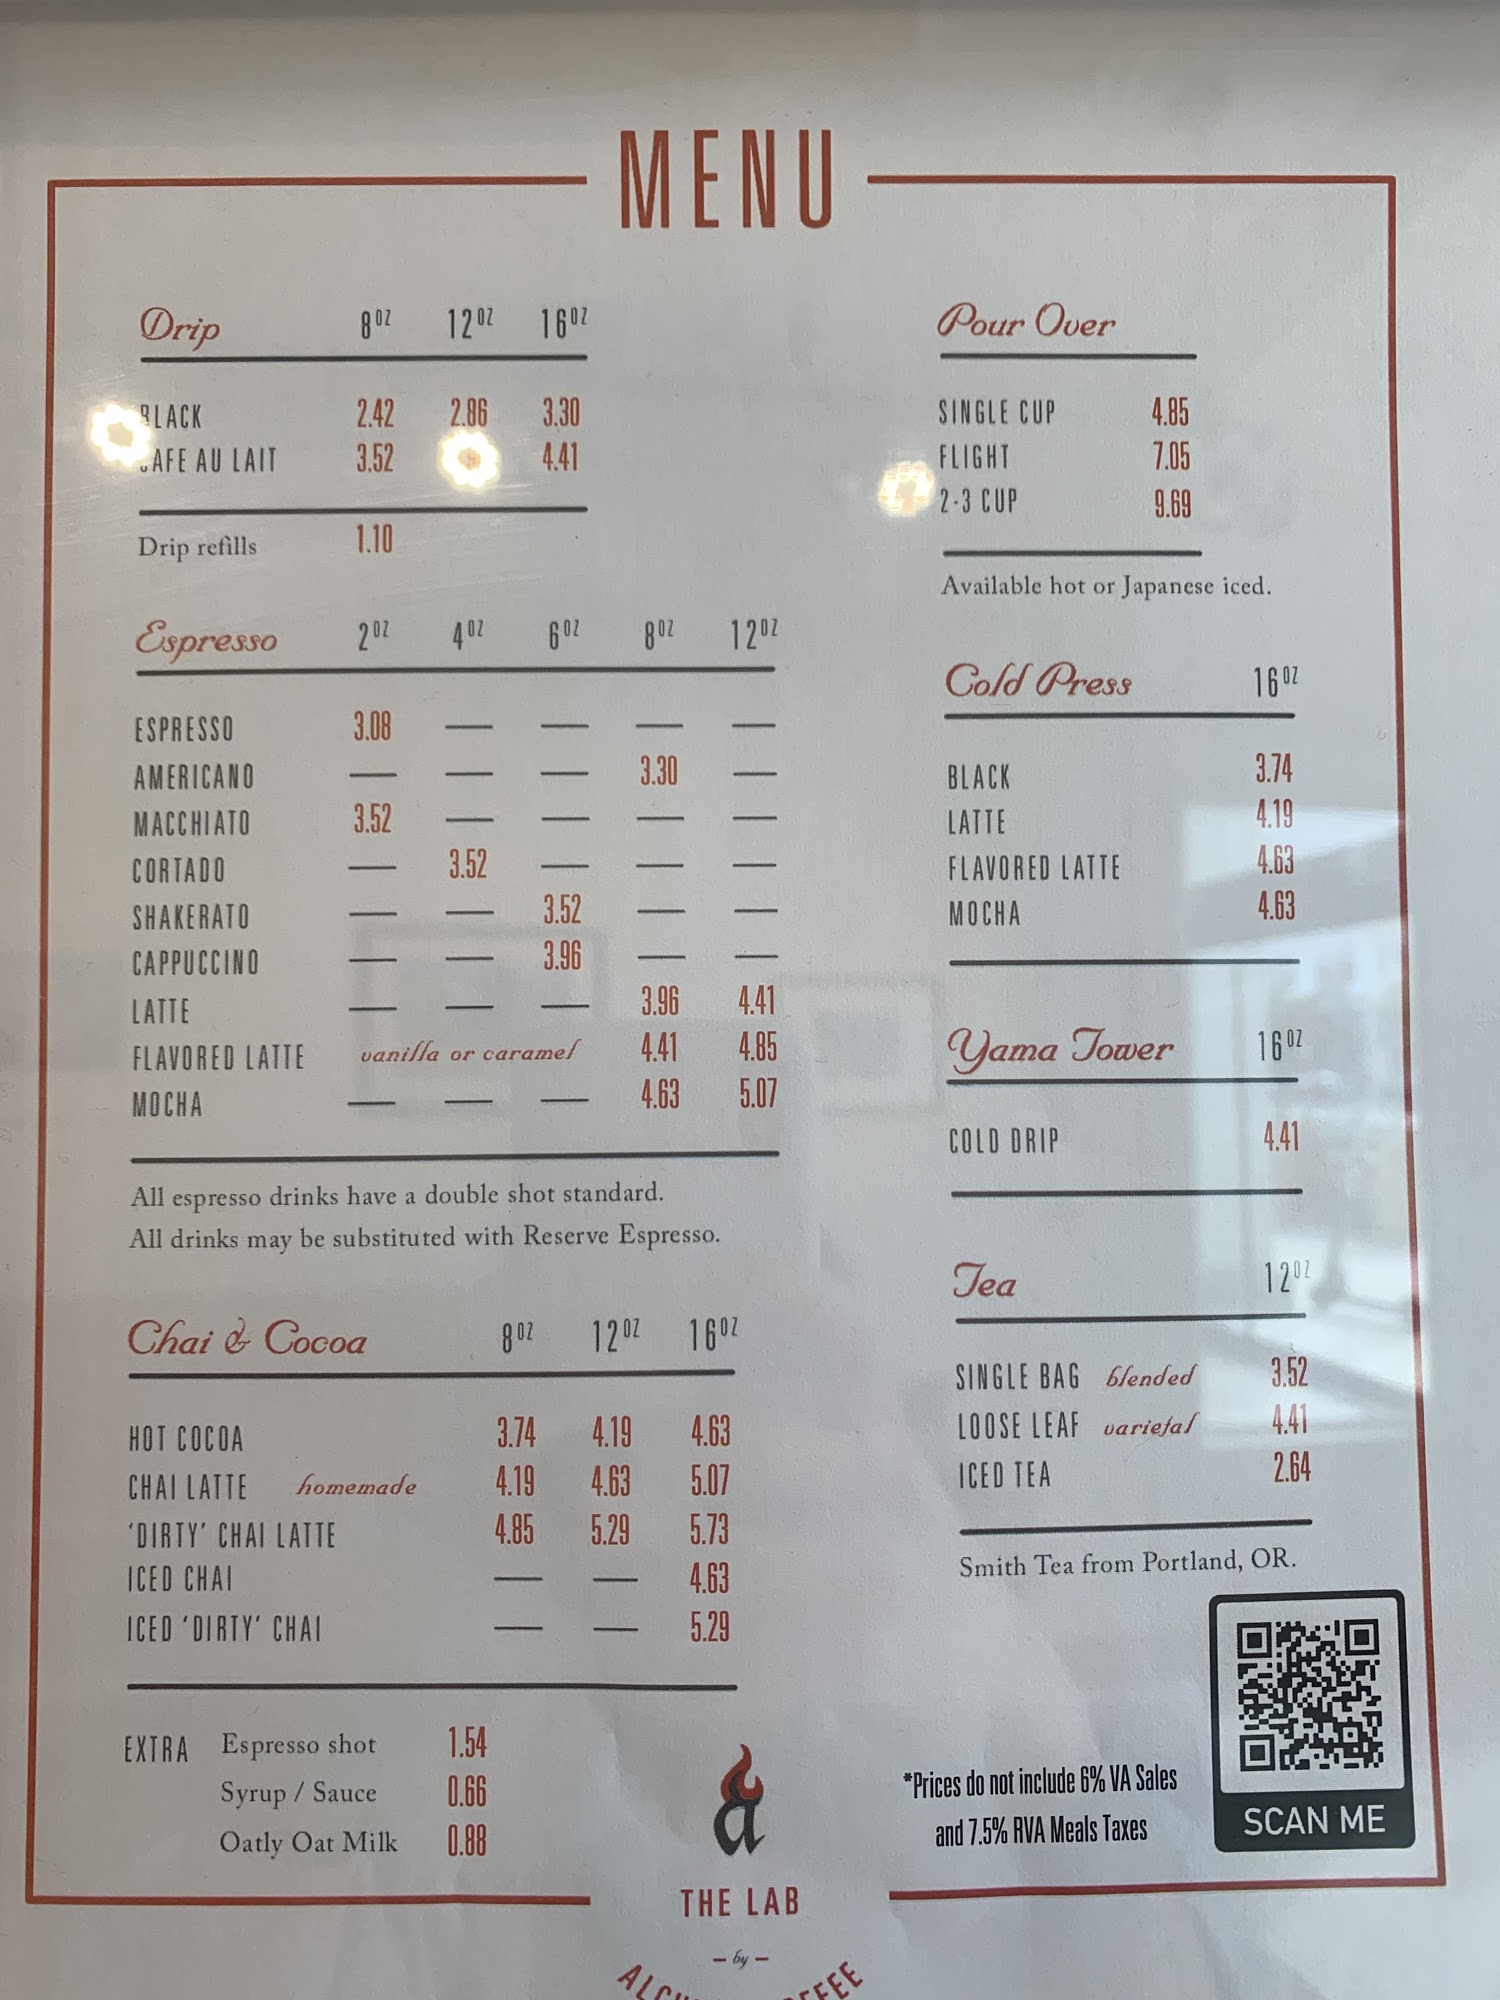 MENU
Drip 8OZ 12OZ 16OZ
BLACK 2.42 2.86 3.30
CAFE AU LAIT 3.52 4.41
Drip refills 1.10
Espresso 2OZ 4OZ 6OZ 8OZ 12OZ
ESPRESSO 3.08 — — — —
AMERICANO — — — 3.30 —
MACCHIATO 3.52 — — — —
CORTADO — 3.52 — — —
SHAKERATO — — 3.52 — —
CAPPUCCINO — — 3.96 — —
LATTE — — — 3.96 4.41
FLAVORED LATTE vanilla or caramel 4.41 4.85
MOCHA — — — 4.63 5.07
All espresso drinks have a double shot standard.
All drinks may be substituted with Reserve Espresso.
Chai & Cocoa 8OZ 12OZ 16OZ
HOT COCOA 3.74 4.19 4.63
CHAI LATTE homemade 4.19 4.63 5.07
'DIRTY' CHAI LATTE 4.85 5.29 5.73
ICED CHAI — — 4.63
ICED 'DIRTY' CHAI — — 5.29
EXTRA Espresso shot 1.54
Syrup / Sauce 0.66
Oatly Oat Milk 0.88
Pour Over
SINGLE CUP 4.85
FLIGHT 7.05
2-3 CUP 9.69
Available hot or Japanese iced.
Cold Press 16OZ
BLACK 3.74
LATTE 4.19
FLAVORED LATTE 4.63
MOCHA 4.63
Yama Tower 16OZ
COLD DRIP 4.41
Tea 12OZ
SINGLE BAG blended 3.52
LOOSE LEAF varietal 4.41
ICED TEA 2.64
Smith Tea from Portland, OR.
*Prices do not include 6% VA Sales
and 7.5% RVA Meals Taxes
SCAN ME
a
THE LAB
– by –